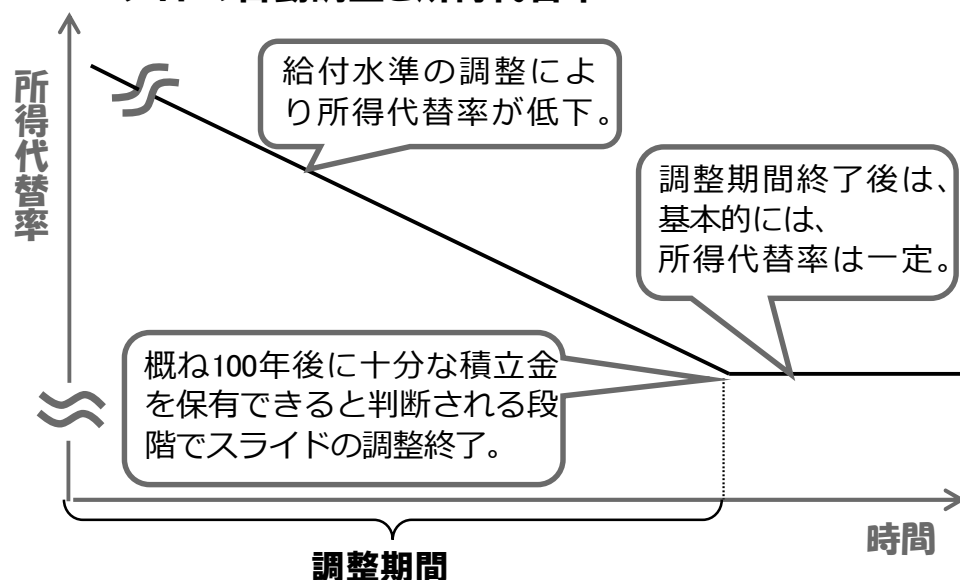 給付水準の調整によ
り所得代替率が低下。
所得代替率
調整期間終了後は、
基本的には、
所得代替率は一定。
概ね100年後に十分な積立金
を保有できると判断される段
階でスライドの調整終了。
時間
調整期間